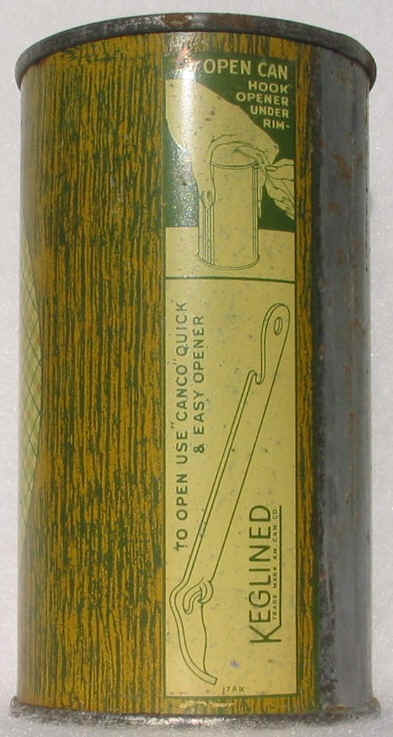 OPEN CAN
HOOK
OPENER
UNDER
RIM-
TO OPEN USE "CANCO" QUICK
& EASY OPENER
KEGLINED
TRADE MARK AM. CAN CO.